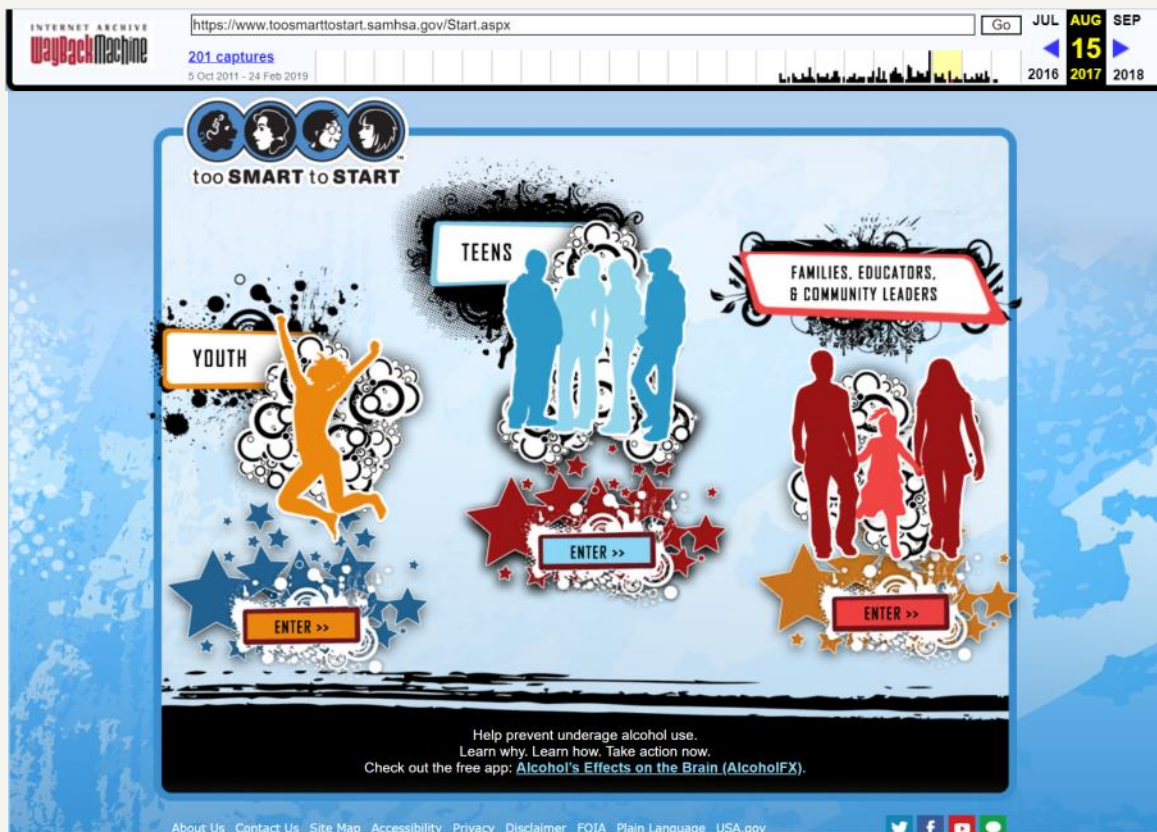 INTERNET ARCHIVE
WayBackMachine
https://www.toosmarttostart.samhsa.gov/Start.aspx
Go
JUL AUG SEP
201 captures
15
5 Oct 2011 - 24 Feb 2019
2016 2017 2018
too SMART to START
TM
TEENS
FAMILIES, EDUCATORS,
& COMMUNITY LEADERS
YOUTH
ENTER >>
ENTER >>
ENTER >>
Help prevent underage alcohol use.
Learn why. Learn how. Take action now.
Check out the free app: Alcohol's Effects on the Brain (AlcoholFX).
About Us Contact Us Site Map Accessibility Privacy Disclaimer FOIA Plain Language USA.gov